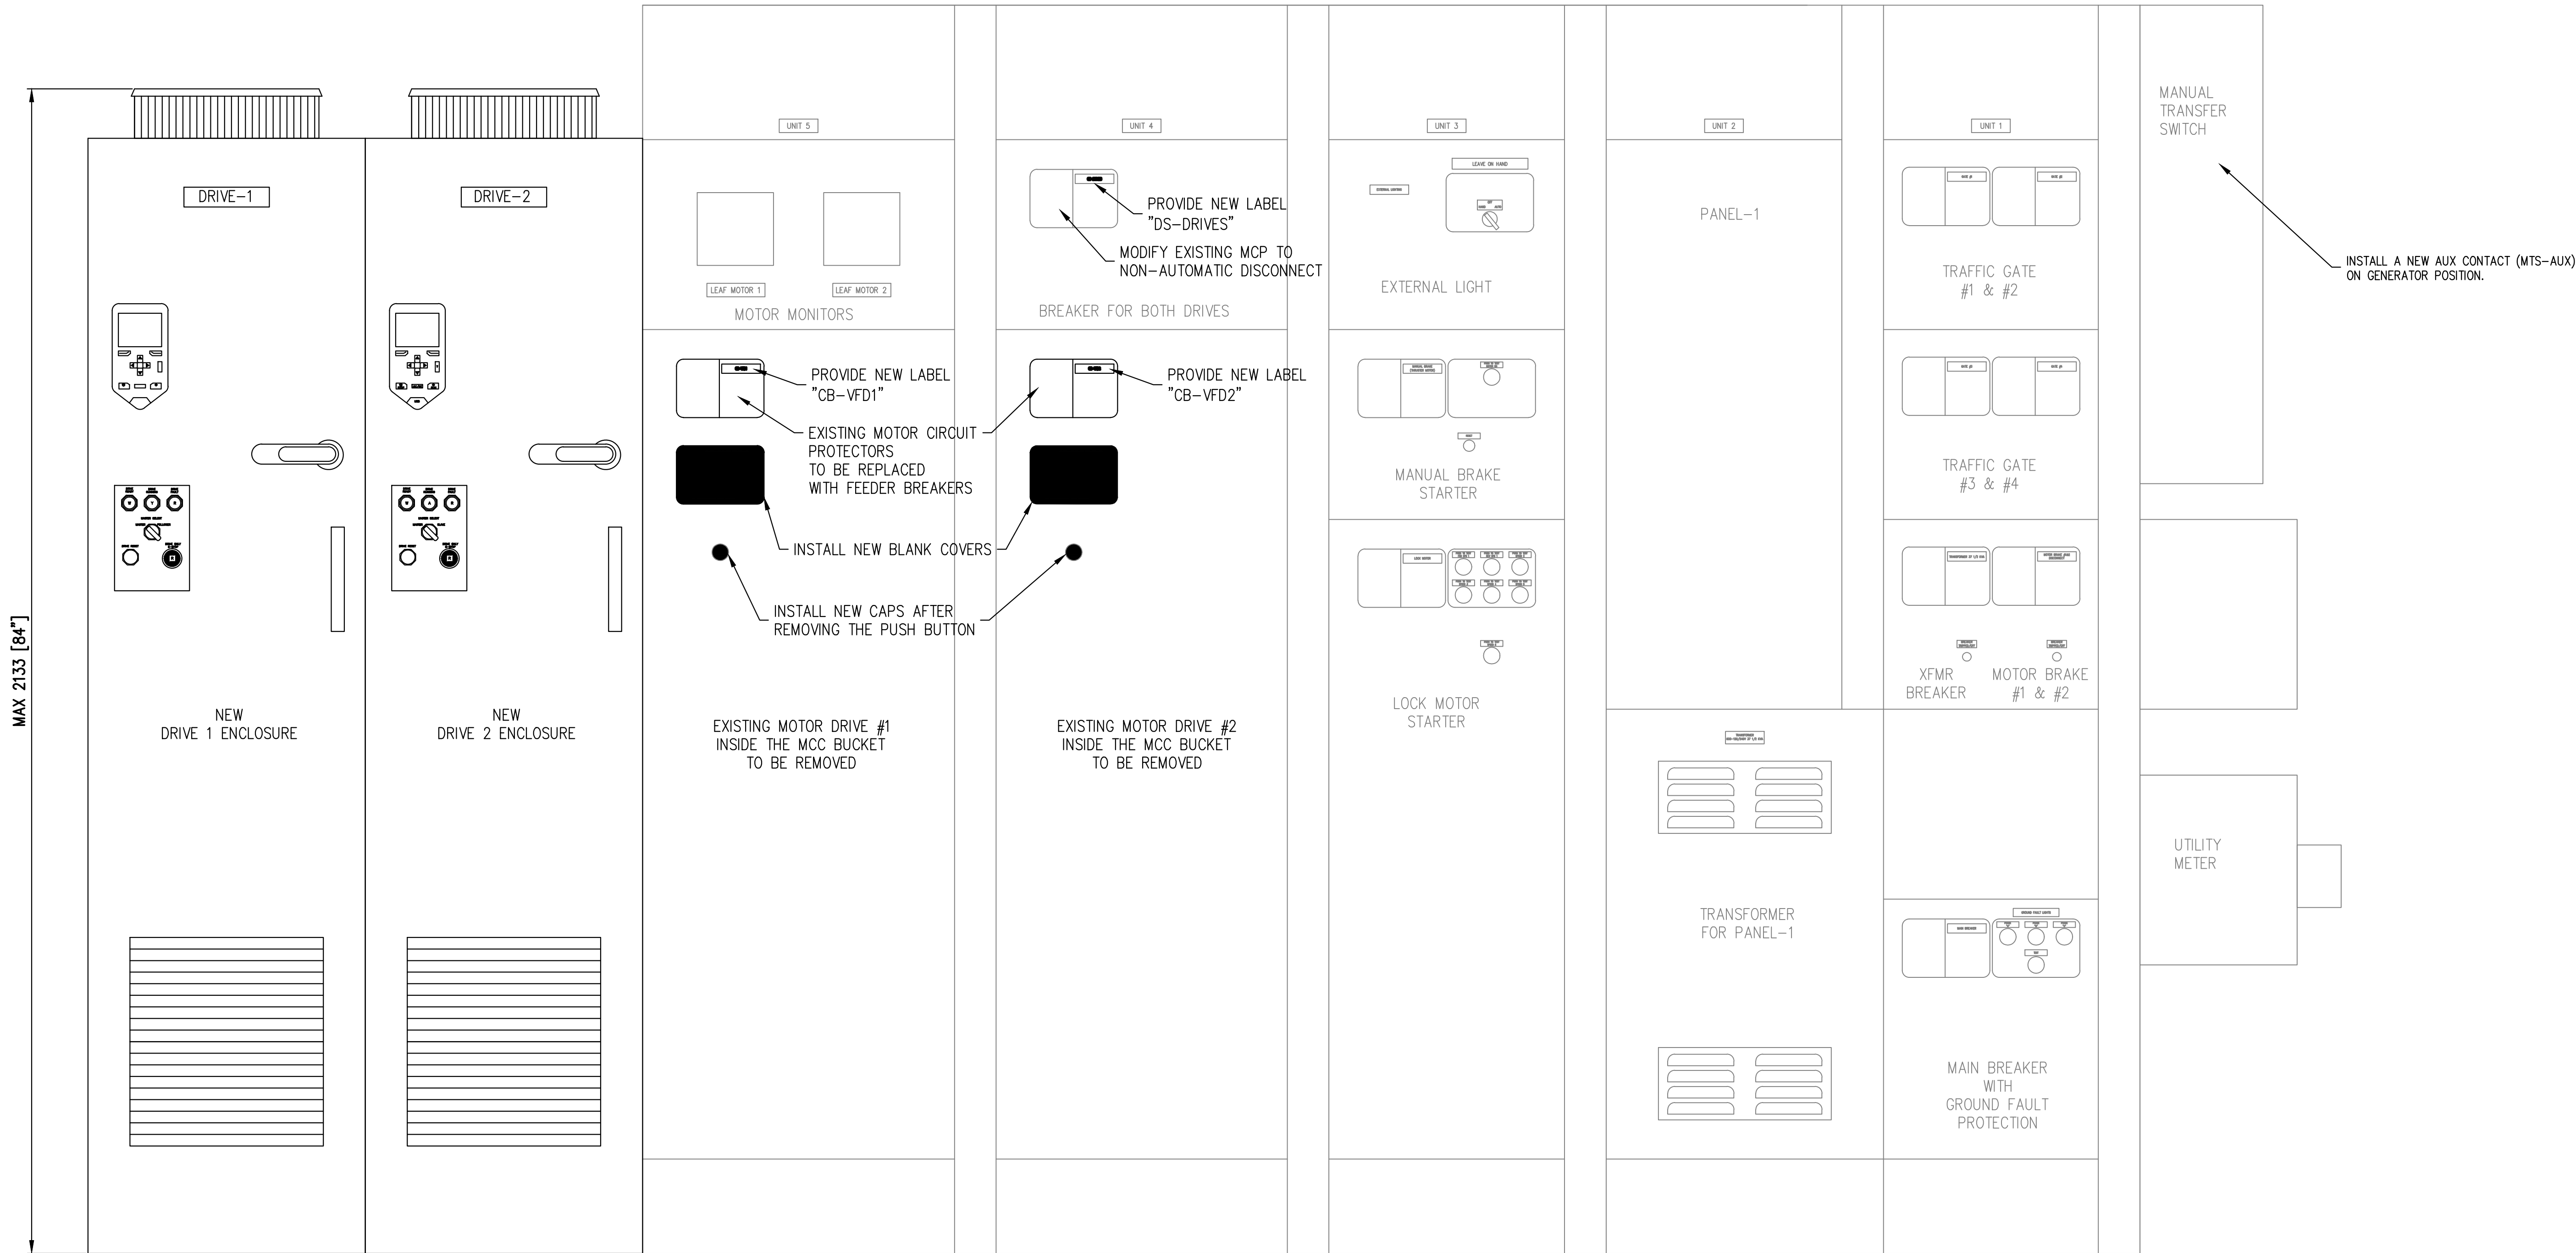 MAX 2133 [84"]
DRIVE-1
NEW
DRIVE 1 ENCLOSURE
DRIVE-2
NEW
DRIVE 2 ENCLOSURE
UNIT 5
LEAF MOTOR 1
LEAF MOTOR 2
MOTOR MONITORS
PROVIDE NEW LABEL
"CB-VFD1"
EXISTING MOTOR CIRCUIT
PROTECTORS
TO BE REPLACED
WITH FEEDER BREAKERS
INSTALL NEW BLANK COVERS
INSTALL NEW CAPS AFTER
REMOVING THE PUSH BUTTON
EXISTING MOTOR DRIVE #1
INSIDE THE MCC BUCKET
TO BE REMOVED
UNIT 4
PROVIDE NEW LABEL
"DS-DRIVES"
MODIFY EXISTING MCP TO
NON-AUTOMATIC DISCONNECT
BREAKER FOR BOTH DRIVES
PROVIDE NEW LABEL
"CB-VFD2"
EXISTING MOTOR DRIVE #2
INSIDE THE MCC BUCKET
TO BE REMOVED
UNIT 3
LEAVE ON HAND
EXTERNAL LIGHT
MANUAL BRAKE
STARTER
LOCK MOTOR
LOCK MOTOR
STARTER
UNIT 2
PANEL-1
TRANSFORMER
FOR PANEL-1
UNIT 1
TRAFFIC GATE
#1 & #2
TRAFFIC GATE
#3 & #4
XFMR
BREAKER
MOTOR BRAKE
#1 & #2
GROUND FAULT LIGHTS
MAIN BREAKER
MAIN BREAKER
WITH
GROUND FAULT
PROTECTION
MANUAL
TRANSFER
SWITCH
INSTALL A NEW AUX CONTACT (MTS-AUX)
ON GENERATOR POSITION.
UTILITY
METER